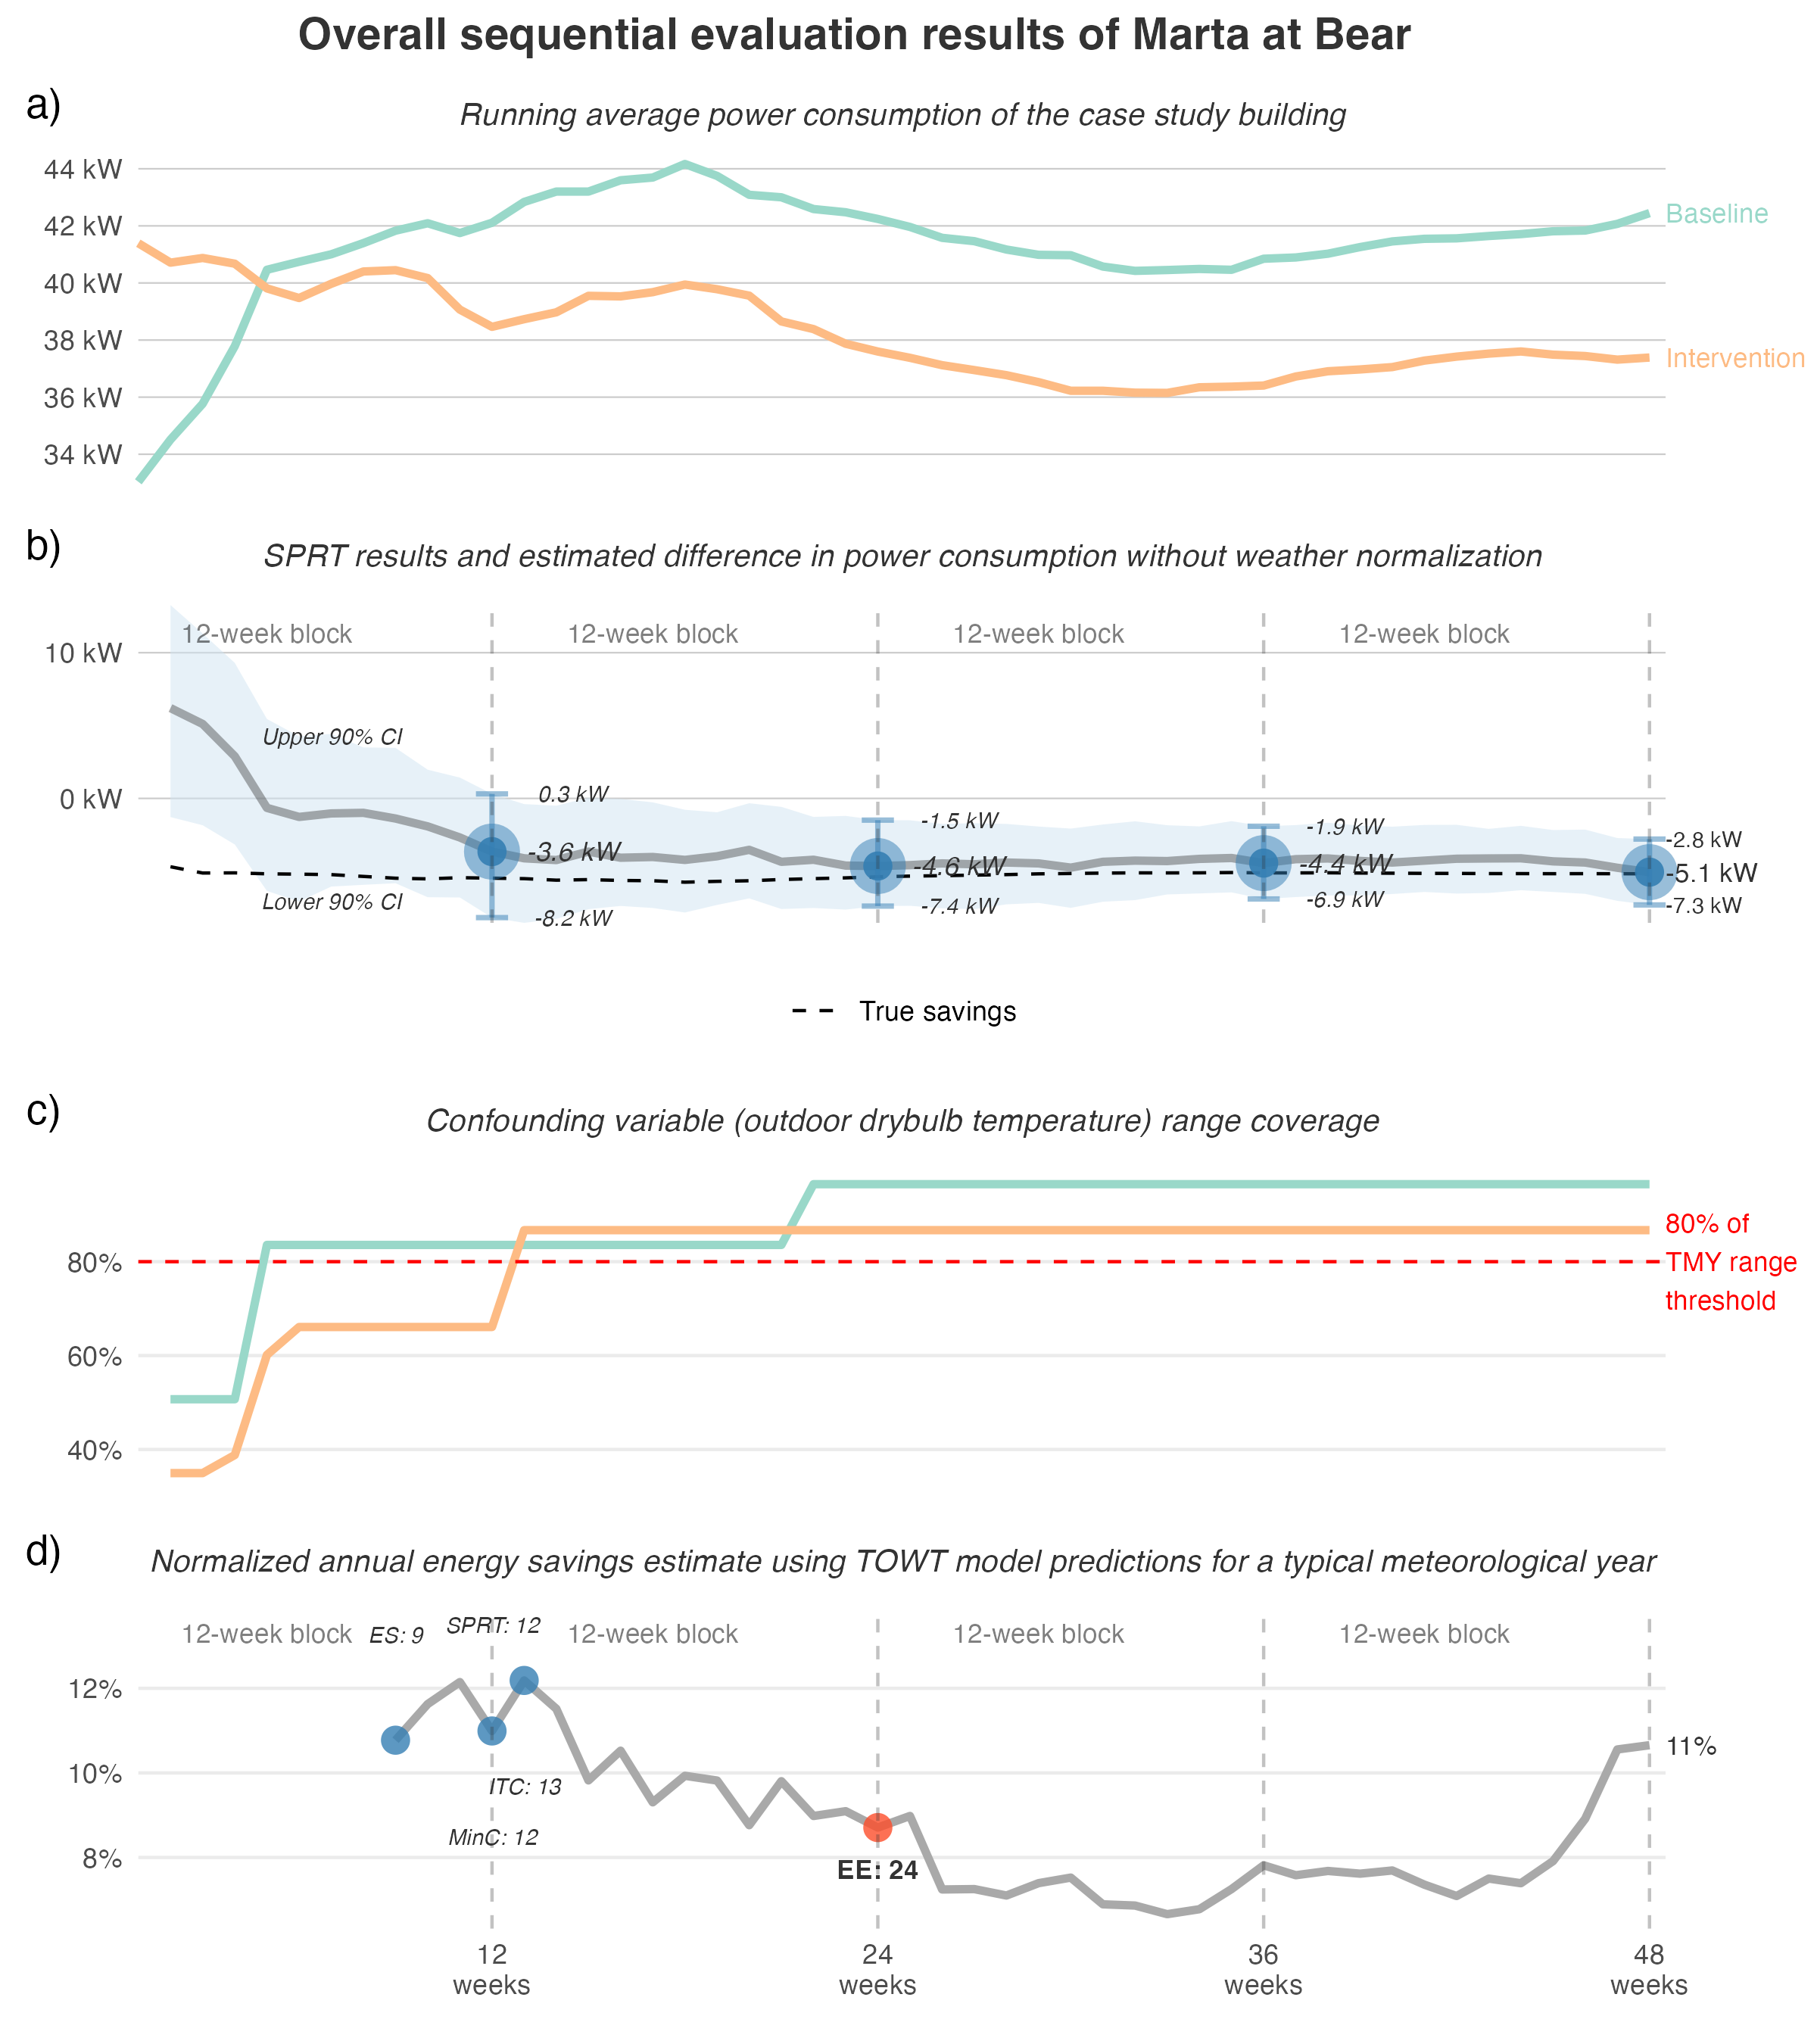 Overall sequential evaluation results of Marta at Bear
a)
Running average power consumption of the case study building
44 kW
42 kW
40 kW
38 kW
36 kW
34 kW
Baseline
Intervention
b)
SPRT results and estimated difference in power consumption without weather normalization
12-week block
12-week block
12-week block
12-week block
10 kW
0 kW
Upper 90% CI
Lower 90% CI
0.3 kW
-3.6 kW
-8.2 kW
-1.5 kW
-4.6 kW
-7.4 kW
-1.9 kW
-4.4 kW
-6.9 kW
-2.8 kW
-5.1 kW
-7.3 kW
True savings
c)
Confounding variable (outdoor drybulb temperature) range coverage
80%
60%
40%
80% of
TMY range
threshold
d)
Normalized annual energy savings estimate using TOWT model predictions for a typical meteorological year
12-week block
ES: 9
SPRT: 12
12-week block
12-week block
12-week block
12%
10%
8%
ITC: 13
MinC: 12
EE: 24
11%
12
weeks
24
weeks
36
weeks
48
weeks